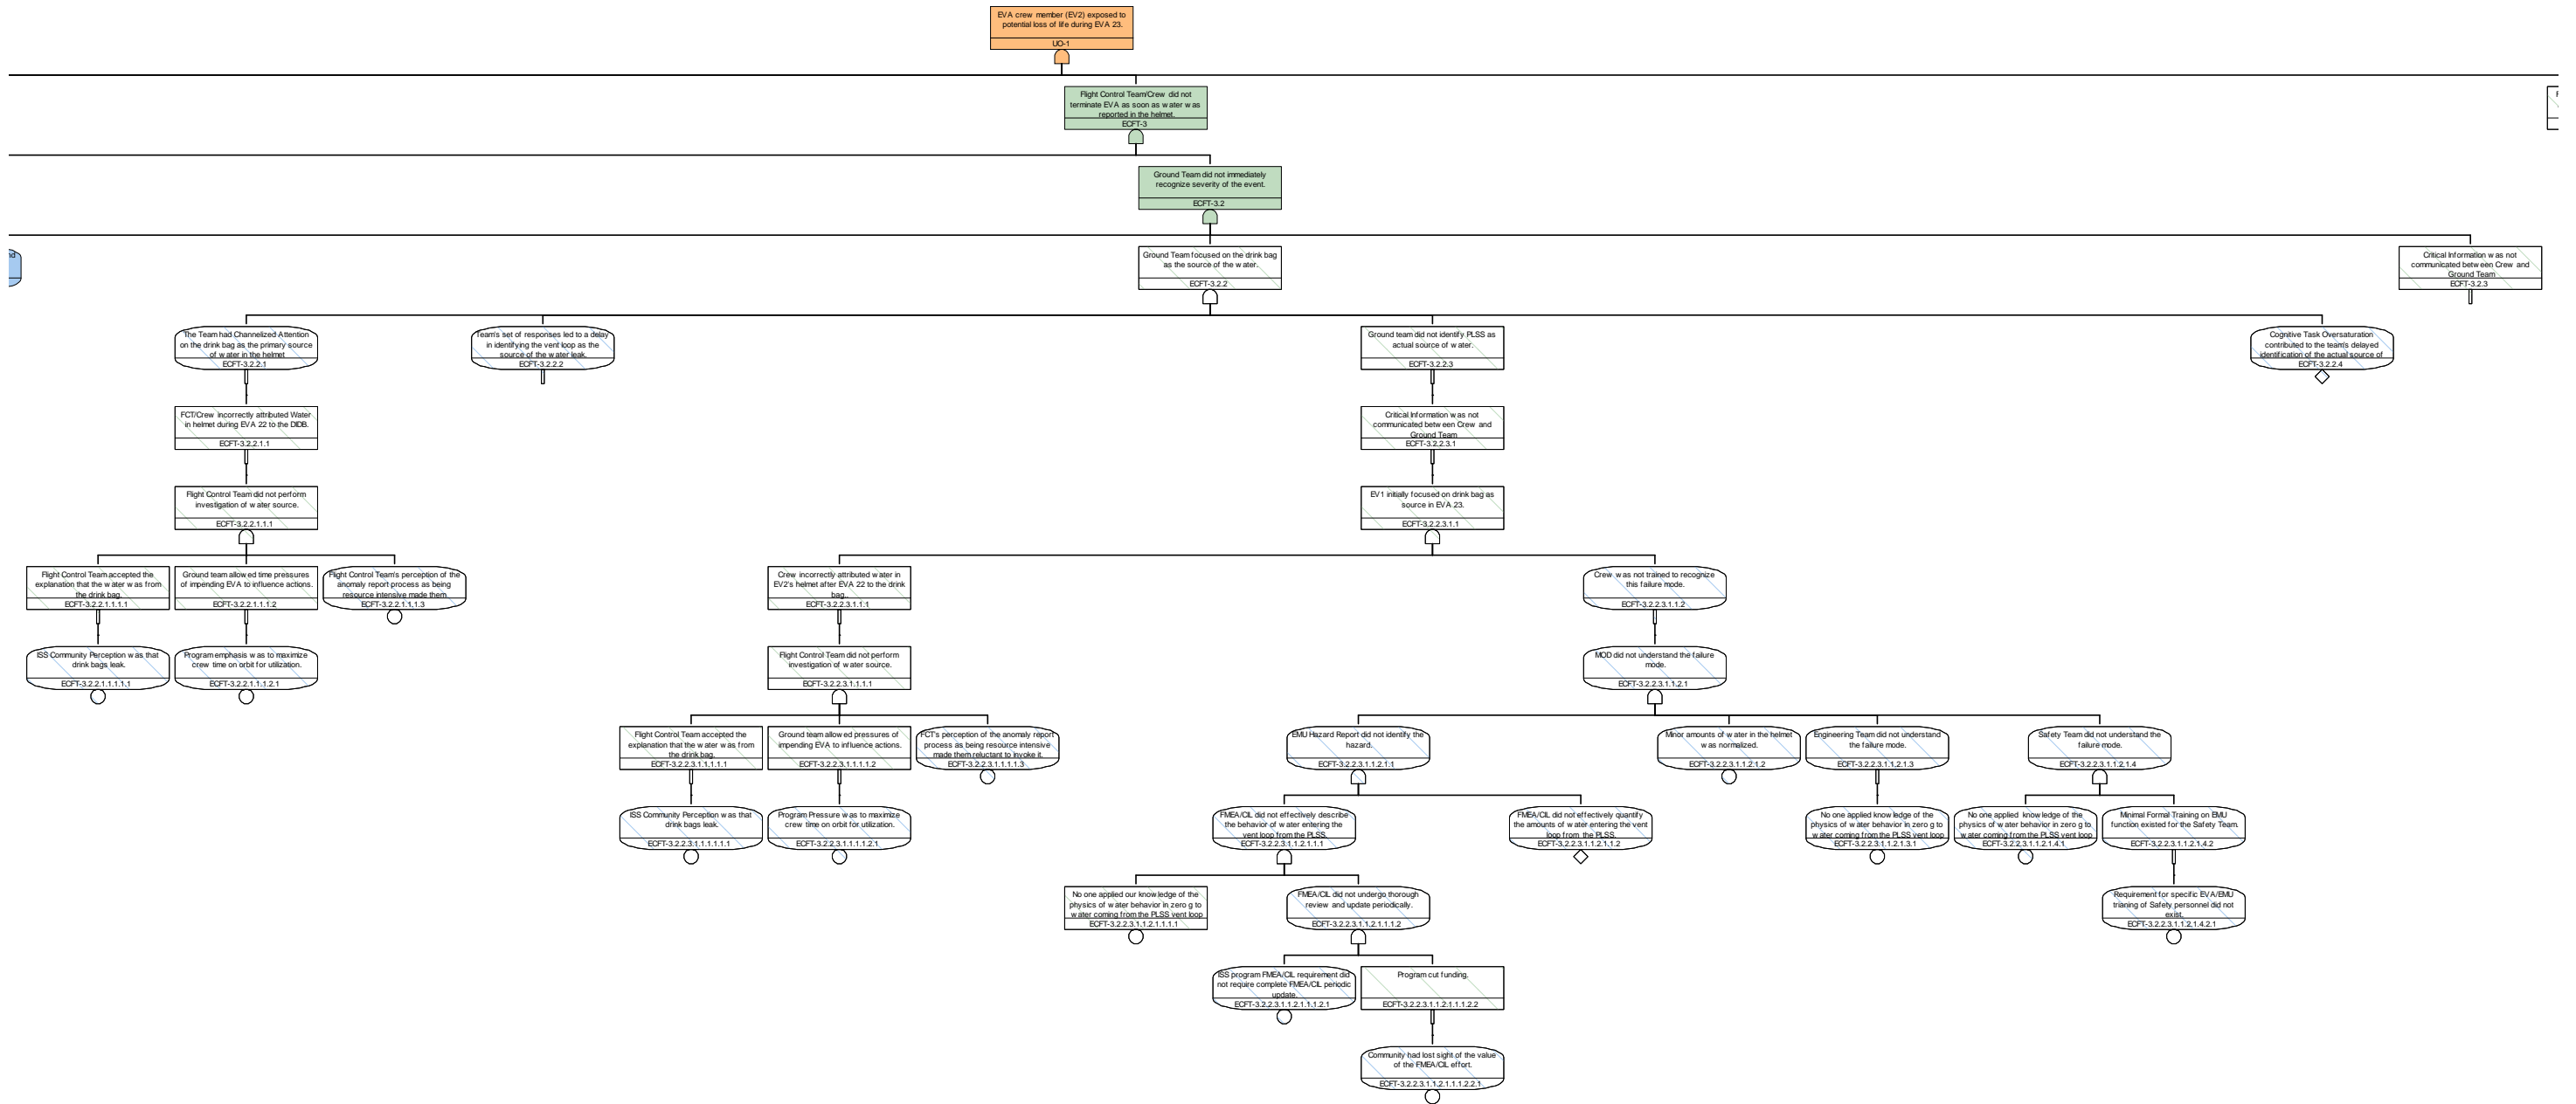 EVA crew member (EV2) exposed to
potential loss of life during EVA 23.
UO-1
Flight Control Team/Crew did not
terminate EVA as soon as water was
reported in the helmet.
ECFT-3
Ground Team did not immediately
recognize severity of the event.
ECFT-3.2
Ground Team focused on the drink bag
as the source of the water.
ECFT-3.2.2
Critical Information was not
communicated between Crew and
Ground Team
ECFT-3.2.3
The Team had Channelized Attention
on the drink bag as the primary source
of water in the helmet
ECFT-3.2.2.1
Team's set of responses led to a delay
in identifying the vent loop as the
source of the water leak.
ECFT-3.2.2.2
Ground team did not identify PLSS as
actual source of water.
ECFT-3.2.2.3
Cognitive Task Oversaturation
contributed to the team's delayed
identification of the actual source of
ECFT-3.2.2.4
FCT/Crew incorrectly attributed Water
in helmet during EVA 22 to the DIDB.
ECFT-3.2.2.1.1
Critical Information was not
communicated between Crew and
Ground Team
ECFT-3.2.2.3.1
Flight Control Team did not perform
investigation of water source.
ECFT-3.2.2.1.1.1
EV1 initially focused on drink bag as
source in EVA 23.
ECFT-3.2.2.3.1.1
Flight Control Team accepted the
explanation that the water was from
the drink bag.
ECFT-3.2.2.1.1.1.1
Ground team allowed time pressures
of impending EVA to influence actions.
ECFT-3.2.2.1.1.1.2
Flight Control Team's perception of the
anomaly report process as being
resource intensive made them
ECFT-3.2.2.1.1.1.3
Crew incorrectly attributed water in
EV2's helmet after EVA 22 to the drink
bag.
ECFT-3.2.2.3.1.1.1
Crew was not trained to recognize
this failure mode.
ECFT-3.2.2.3.1.1.2
ISS Community Perception was that
drink bags leak.
ECFT-3.2.2.1.1.1.1.1
Program emphasis was to maximize
crew time on orbit for utilization.
ECFT-3.2.2.1.1.1.2.1
Flight Control Team did not perform
investigation of water source.
ECFT-3.2.2.3.1.1.1.1
MOD did not understand the failure
mode.
ECFT-3.2.2.3.1.1.2.1
Flight Control Team accepted the
explanation that the water was from
the drink bag.
ECFT-3.2.2.3.1.1.1.1.1
Ground team allowed pressures of
impending EVA to influence actions.
ECFT-3.2.2.3.1.1.1.1.2
FCT's perception of the anomaly report
process as being resource intensive
made them reluctant to invoke it.
ECFT-3.2.2.3.1.1.1.1.3
EMU Hazard Report did not identify the
hazard.
ECFT-3.2.2.3.1.1.2.1.1
Minor amounts of water in the helmet
was normalized.
ECFT-3.2.2.3.1.1.2.1.2
Engineering Team did not understand
the failure mode.
ECFT-3.2.2.3.1.1.2.1.3
Safety Team did not understand the
failure mode.
ECFT-3.2.2.3.1.1.2.1.4
ISS Community Perception was that
drink bags leak.
ECFT-3.2.2.3.1.1.1.1.1.1
Program Pressure was to maximize
crew time on orbit for utilization.
ECFT-3.2.2.3.1.1.1.1.2.1
FMEA/CIL did not effectively describe
the behavior of water entering the
vent loop from the PLSS.
ECFT-3.2.2.3.1.1.2.1.1.1
FMEA/CIL did not effectively quantify
the amounts of water entering the vent
loop from the PLSS.
ECFT-3.2.2.3.1.1.2.1.1.2
No one applied knowledge of the
physics of water behavior in zero g to
water coming from the PLSS vent loop
ECFT-3.2.2.3.1.1.2.1.3.1
No one applied knowledge of the
physics of water behavior in zero g to
water coming from the PLSS vent loop
ECFT-3.2.2.3.1.1.2.1.4.1
Minimal Formal Training on EMU
function existed for the Safety Team.
ECFT-3.2.2.3.1.1.2.1.4.2
No one applied our knowledge of the
physics of water behavior in zero g to
water coming from the PLSS vent loop
ECFT-3.2.2.3.1.1.2.1.1.1.1
FMEA/CIL did not undergo thorough
review and update periodically.
ECFT-3.2.2.3.1.1.2.1.1.1.2
Requirement for specific EVA/EMU
trianing of Safety personnel did not
exist.
ECFT-3.2.2.3.1.1.2.1.4.2.1
ISS program FMEA/CIL requirement did
not require complete FMEA/CIL periodic
update.
ECFT-3.2.2.3.1.1.2.1.1.1.2.1
Program cut funding.
ECFT-3.2.2.3.1.1.2.1.1.1.2.2
Community had lost sight of the value
of the FMEA/CIL effort.
ECFT-3.2.2.3.1.1.2.1.1.1.2.2.1